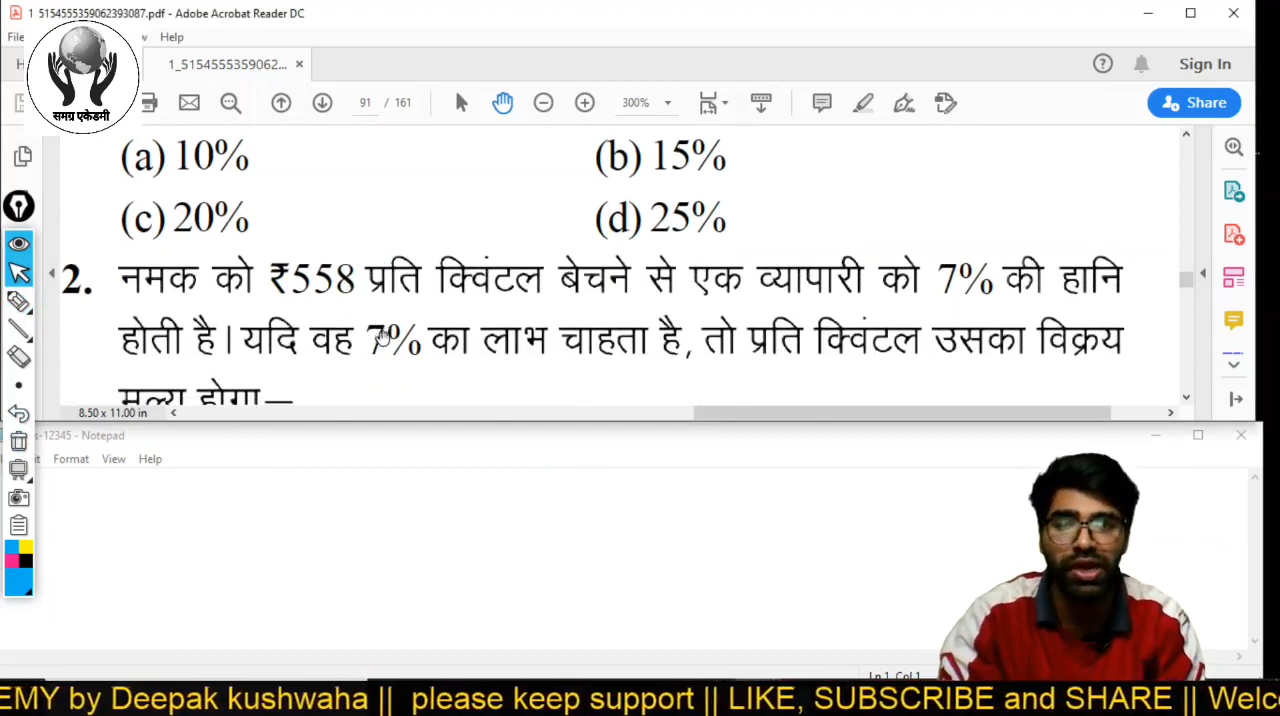 1 5154555359062393087.pdf - Adobe Acrobat Reader DC
File
Help
1_5154555359062...
Sign In
समग्र एकेडमी
91 / 161
300%
Share
(a) 10% (b) 15%
(c) 20% (d) 25%
2. नमक को ₹558 प्रति क्विंटल बेचने से एक व्यापारी को 7% की हानि
होती है। यदि वह 7% का लाभ चाहता है, तो प्रति क्विंटल उसका विक्रय
मूल्य होगा—
8.50 x 11.00 in
-12345 - Notepad
Format View Help
Ln 1, Col 1
EMY by Deepak kushwaha || please keep support || LIKE, SUBSCRIBE and SHARE || Welc